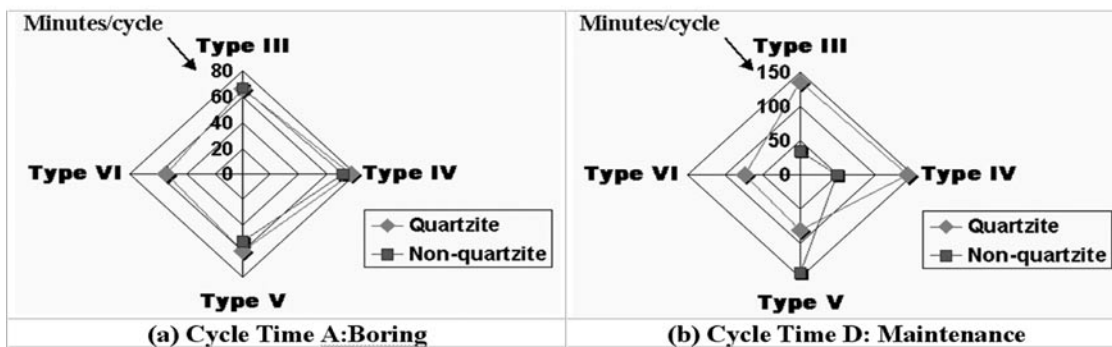 Minutes/cycle
Type III
80
60
40
20
0
Type VI
Type IV
Type V
Quartzite
Non-quartzite
(a) Cycle Time A:Boring
Minutes/cycle
Type III
150
100
50
0
Type VI
Type IV
Type V
Quartzite
Non-quartzite
(b) Cycle Time D: Maintenance